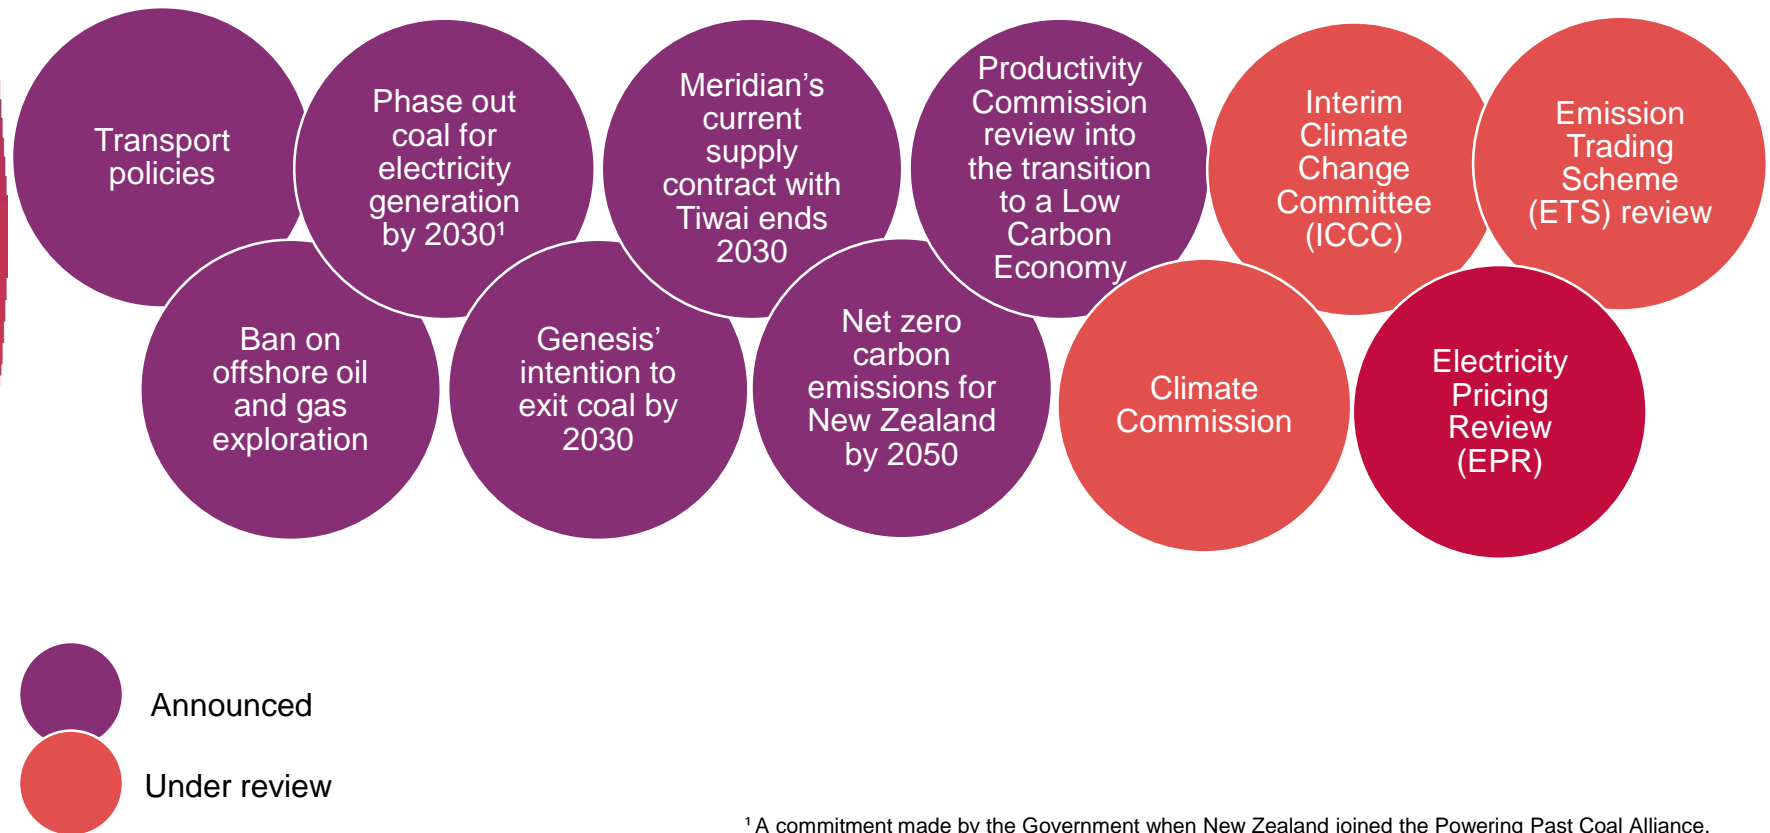 Transport
policies
Phase out
coal for
electricity
generation
by 2030¹
Meridian’s
current
supply
contract with
Tiwai ends
2030
Productivity
Commission
review into
the transition
to a Low
Carbon
Economy
Interim
Climate
Change
Committee
(ICCC)
Emission
Trading
Scheme
(ETS) review
Ban on
offshore oil
and gas
exploration
Genesis’
intention to
exit coal by
2030
Net zero
carbon
emissions for
New Zealand
by 2050
Climate
Commission
Electricity
Pricing
Review
(EPR)
Announced
Under review
¹ A commitment made by the Government when New Zealand joined the Powering Past Coal Alliance.